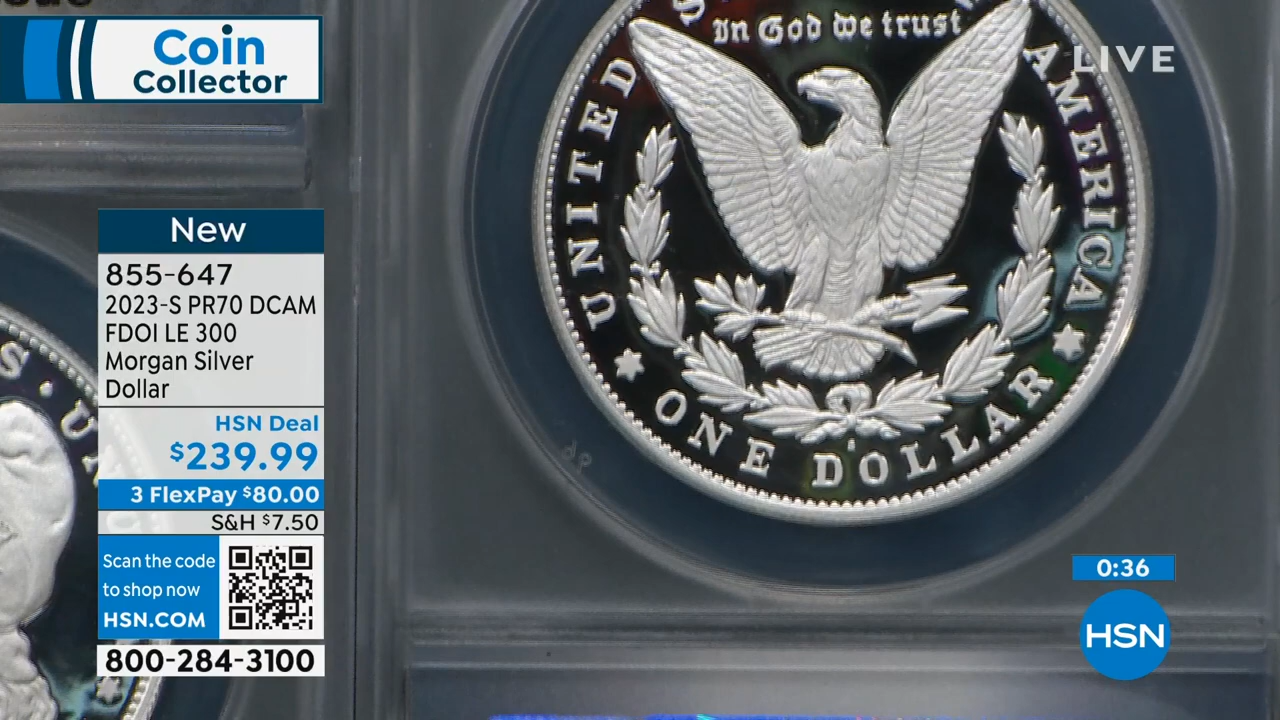 Coin
Collector
LIVE
In God we trust
UNITED S
AMERICA
ONE DOLLAR
S · UN
New
855-647
2023-S PR70 DCAM
FDOI LE 300
Morgan Silver
Dollar
HSN Deal
$239.99
3 FlexPay $80.00
S&H $7.50
Scan the code
to shop now
HSN.COM
800-284-3100
0:36
HSN